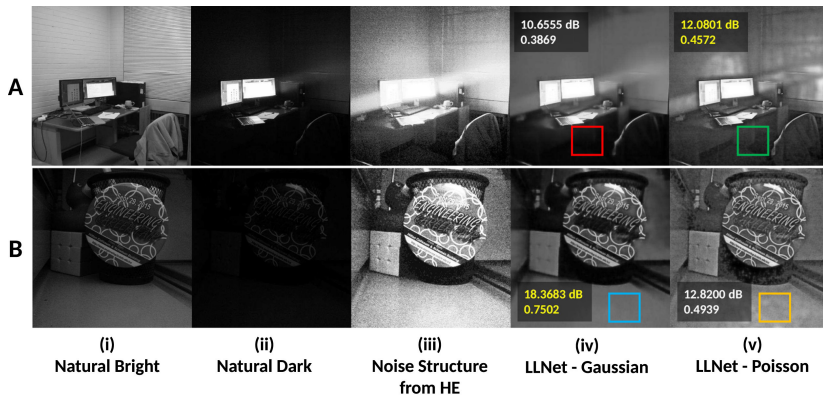 A
10.6555 dB
0.3869
12.0801 dB
0.4572
B
ENGINEERING
18.3683 dB
0.7502
12.8200 dB
0.4939
(i)
Natural Bright
(ii)
Natural Dark
(iii)
Noise Structure
from HE
(iv)
LLNet - Gaussian
(v)
LLNet - Poisson